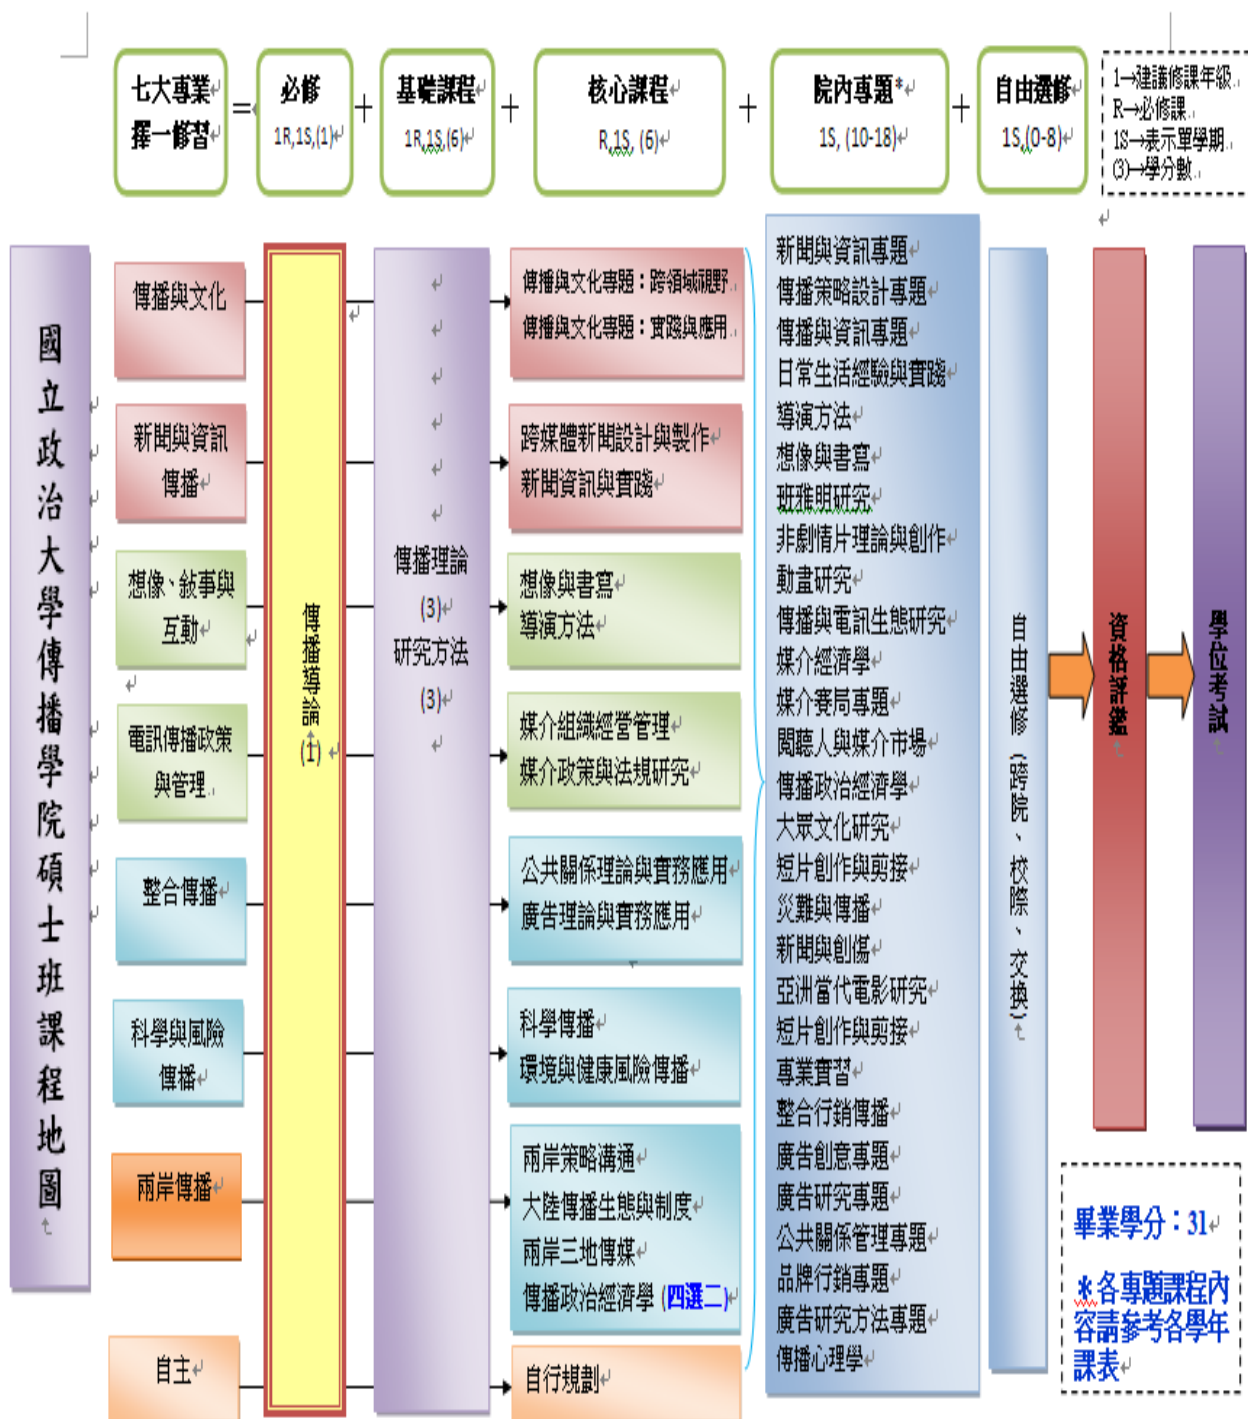 七大專業
擇一修習
=
必修
1R,1S,(1)
+
基礎課程
1R,1S,(6)
+
核心課程
R,1S, (6)
+
院內專題*
1S, (10-18)
+
自由選修
1S,(0-8)
1→建議修課年級
R→必修課
1S→表示單學期
(3)→學分數
國立政治大學傳播學院碩士班課程地圖
傳播與文化
新聞與資訊
傳播
想像、敍事與
互動
電訊傳播政策
與管理
整合傳播
科學與風險
傳播
兩岸傳播
自主
傳播導論
(1)
傳播理論
(3)
研究方法
(3)
傳播與文化專題：跨領域視野
傳播與文化專題：實踐與應用
跨媒體新聞設計與製作
新聞資訊與實踐
想像與書寫
導演方法
媒介組織經營管理
媒介政策與法規研究
公共關係理論與實務應用
廣告理論與實務應用
科學傳播
環境與健康風險傳播
兩岸策略溝通
大陸傳播生態與制度
兩岸三地傳媒
傳播政治經濟學 (四選二)
自行規劃
新聞與資訊專題
傳播策略設計專題
傳播與資訊專題
日常生活經驗與實踐
導演方法
想像與書寫
班雅明研究
非劇情片理論與創作
動畫研究
傳播與電訊生態研究
媒介經濟學
媒介賽局專題
閱聽人與媒介市場
傳播政治經濟學
大眾文化研究
短片創作與剪接
災難與傳播
新聞與創傷
亞洲當代電影研究
短片創作與剪接
專業實習
整合行銷傳播
廣告創意專題
廣告研究專題
公共關係管理專題
品牌行銷專題
廣告研究方法專題
傳播心理學
自由選修（跨院、校際、交換）
資格評鑑
學位考試
畢業學分：31
*各專題課程內
容請參考各學年
課表